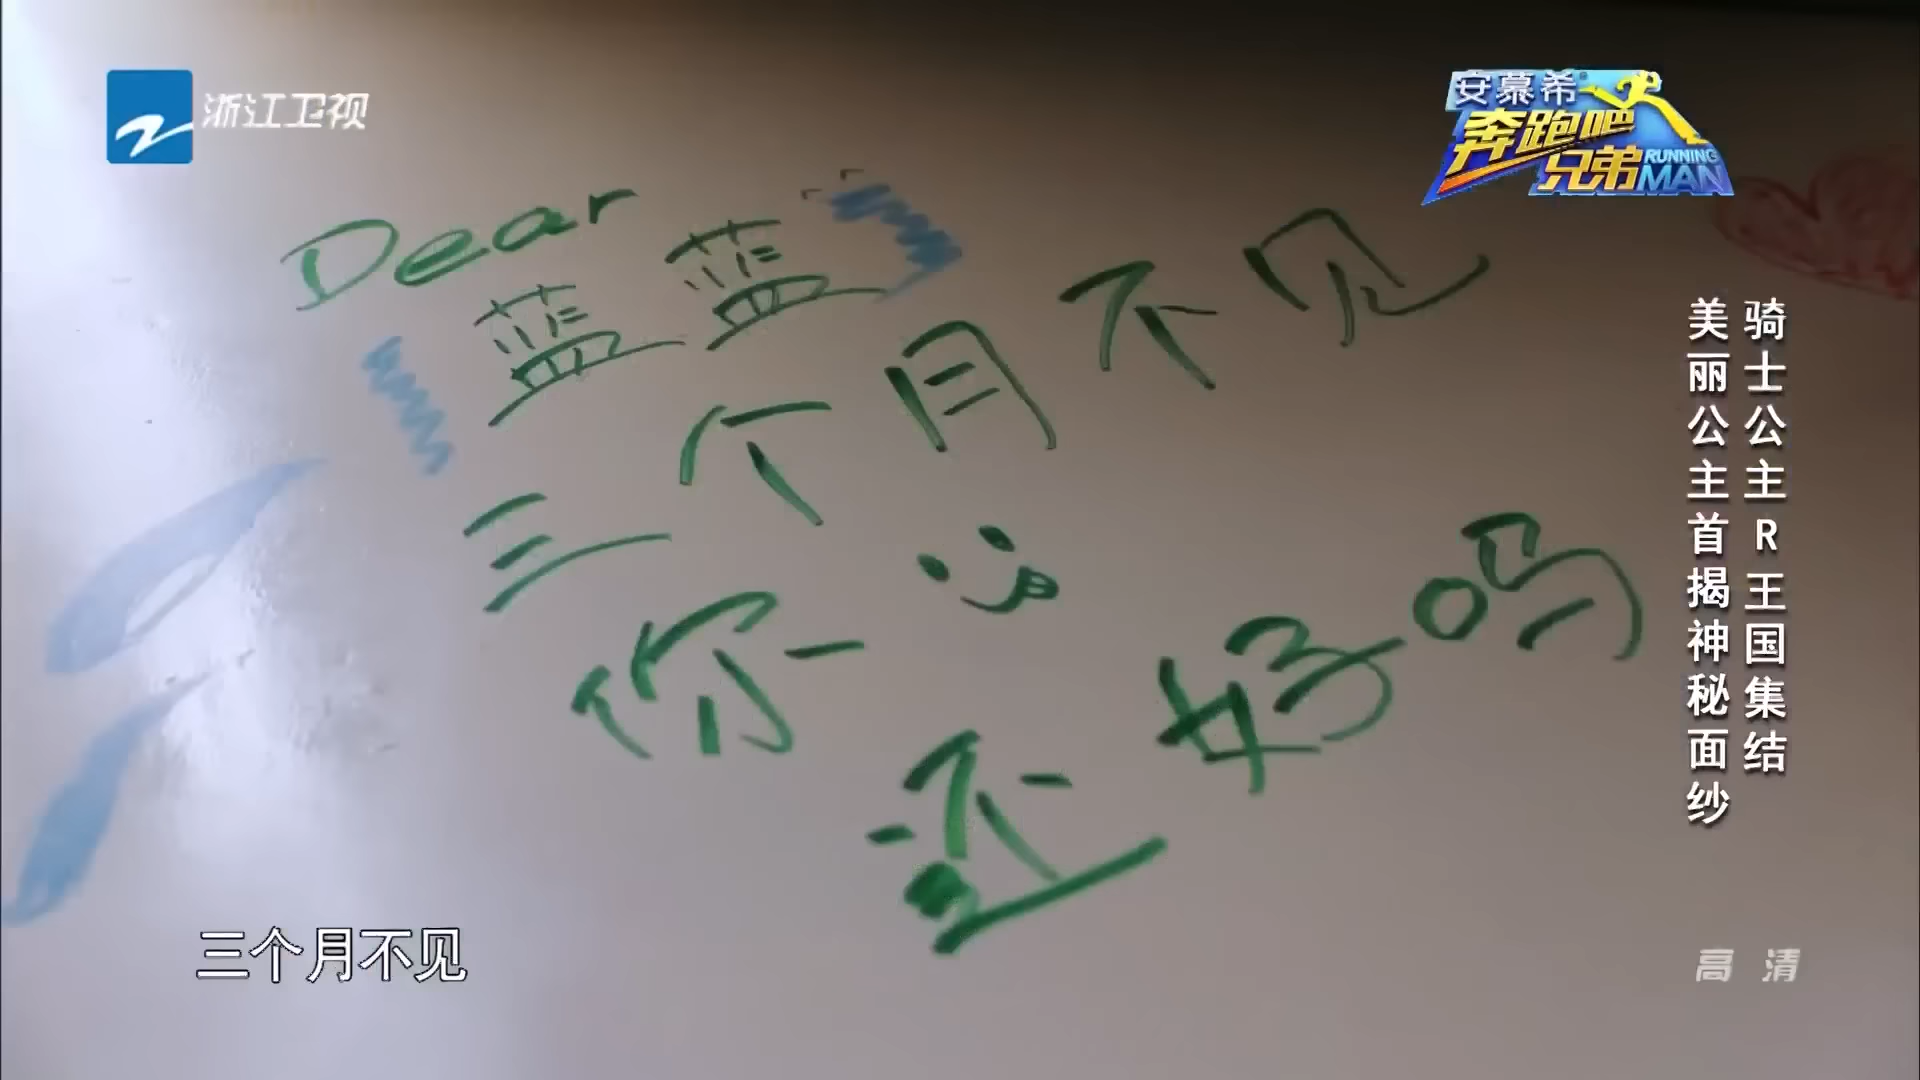 浙江卫视
安慕希
奔跑吧
兄弟 RUNNING MAN
Dear
蓝蓝
三个月不见
你还好吗
骑士公主R王国集结
美丽公主首揭神秘面纱
三个月不见
高清